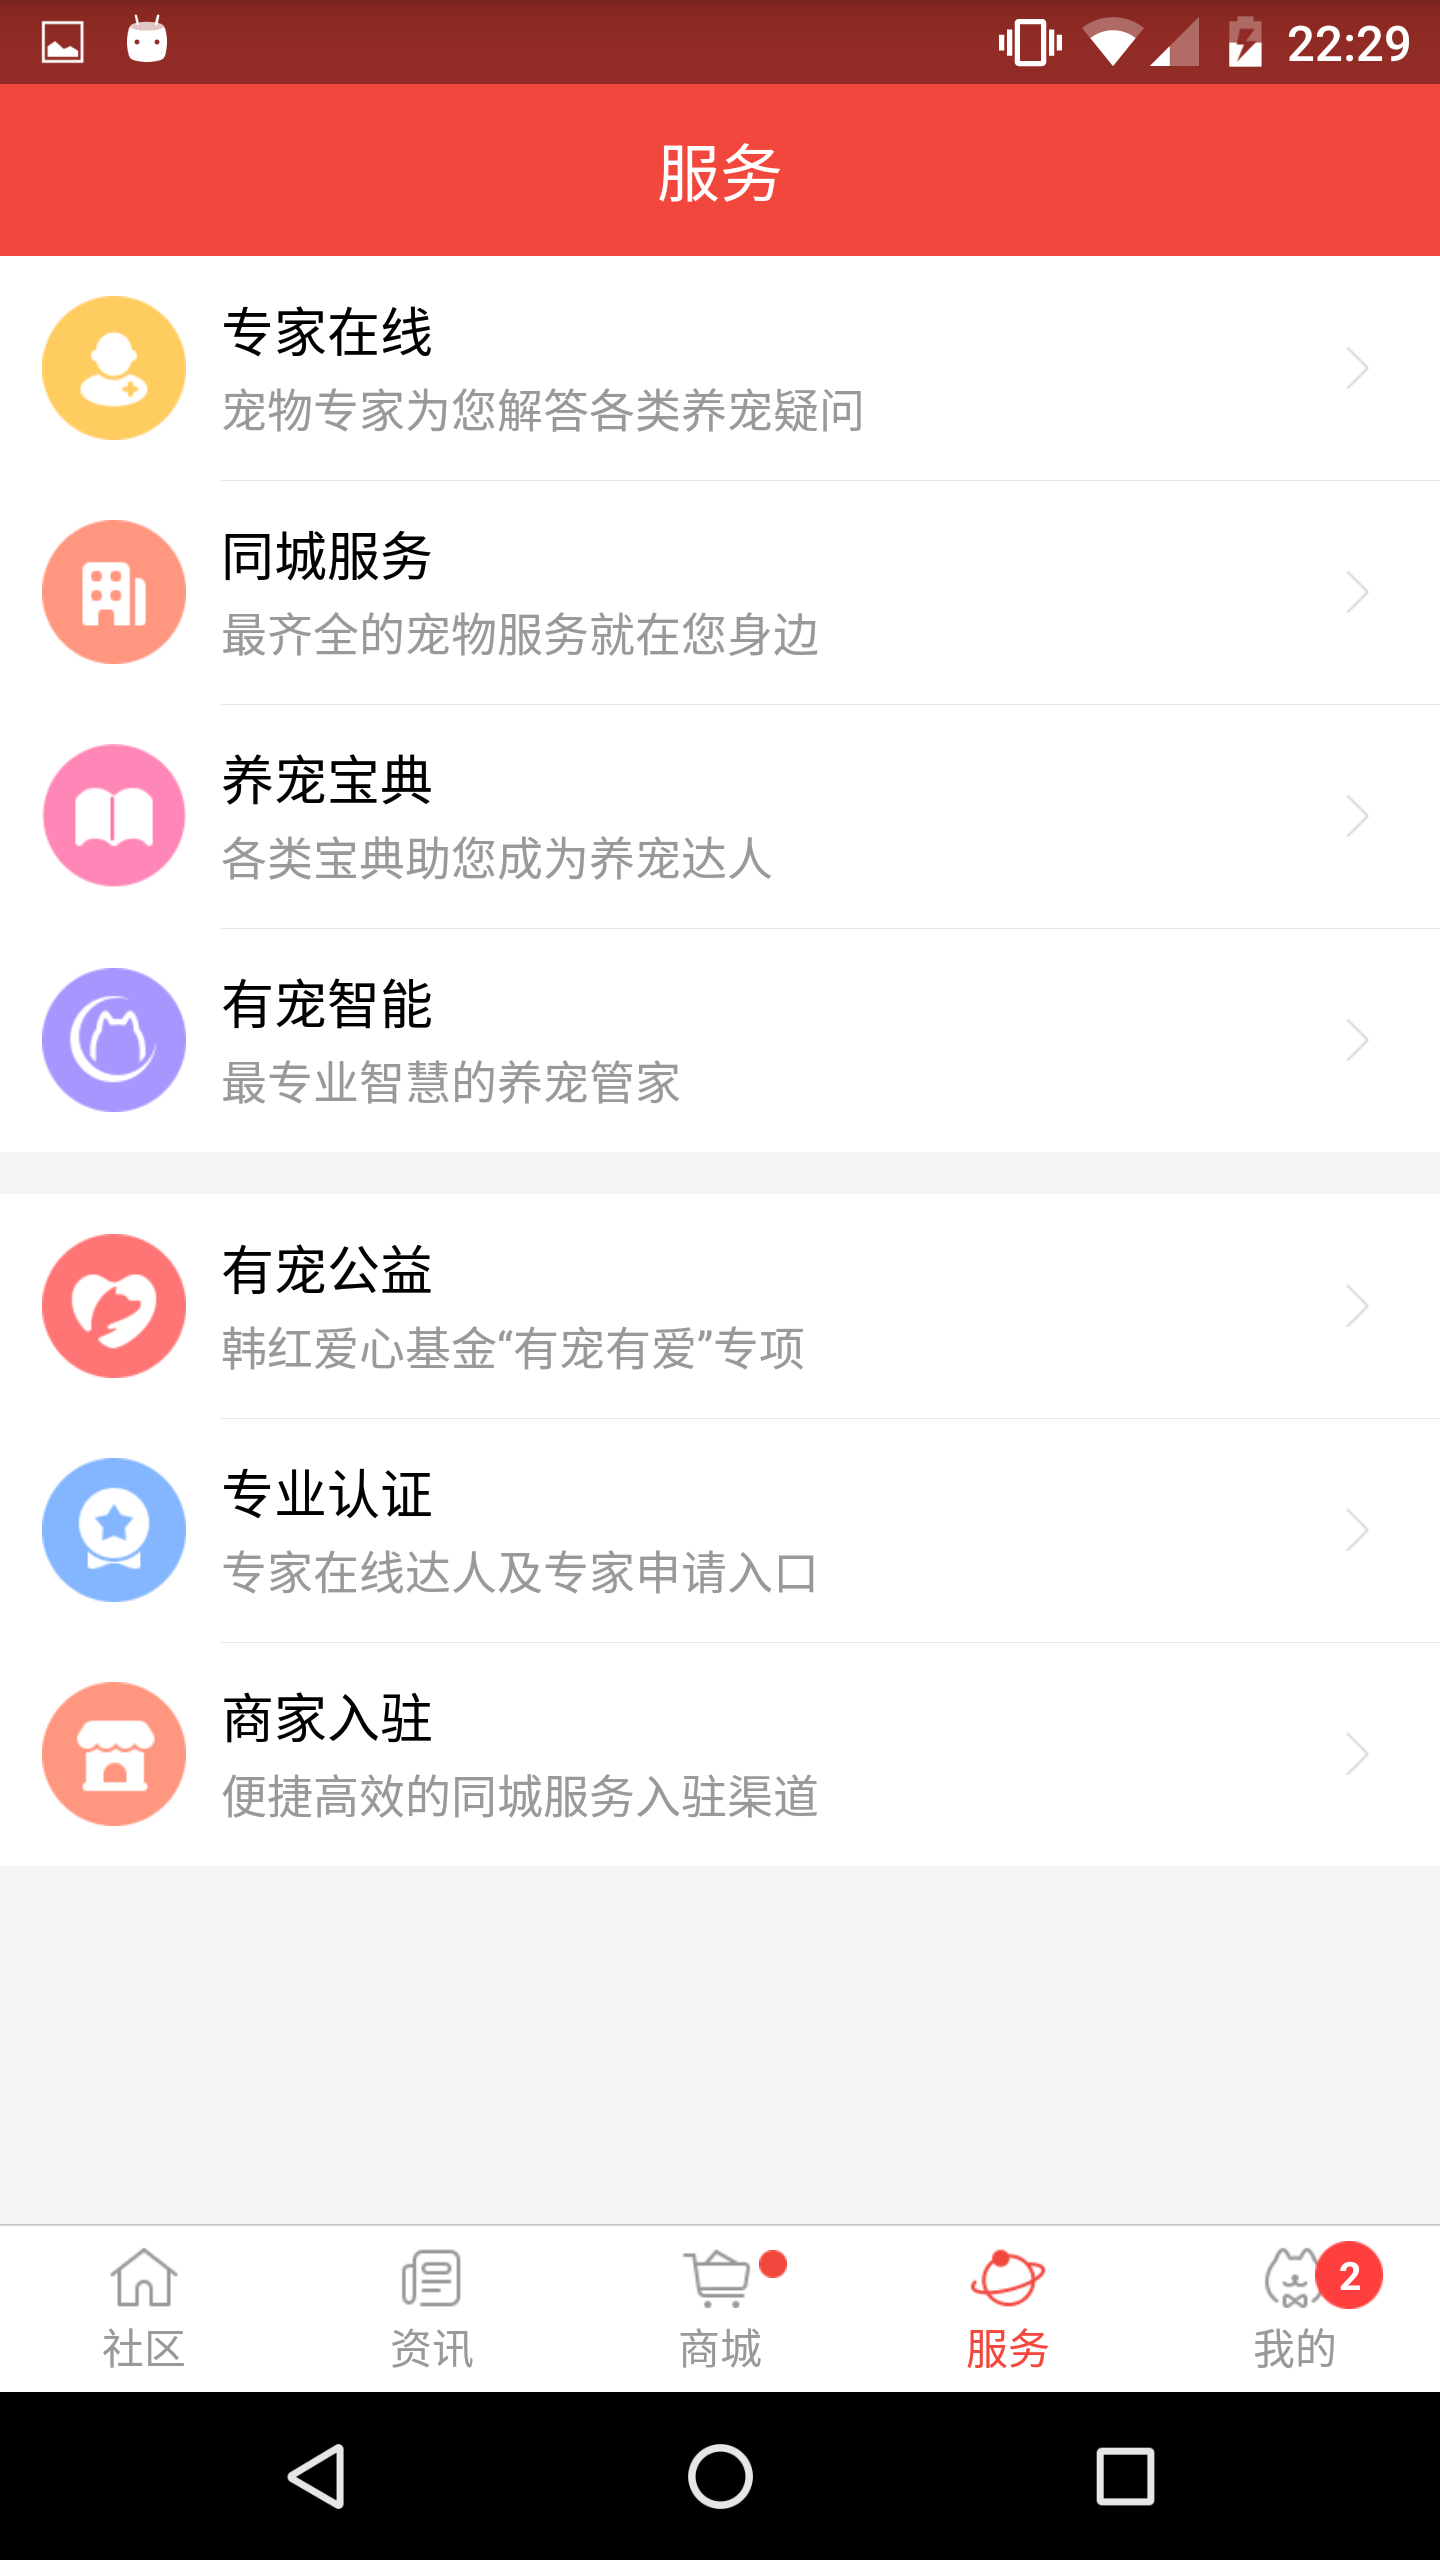 22:29
服务
专家在线
宠物专家为您解答各类养宠疑问
同城服务
最齐全的宠物服务就在您身边
养宠宝典
各类宝典助您成为养宠达人
有宠智能
最专业智慧的养宠管家
有宠公益
韩红爱心基金“有宠有爱”专项
专业认证
专家在线达人及专家申请入口
商家入驻
便捷高效的同城服务入驻渠道
2
社区 资讯 商城 服务 我的